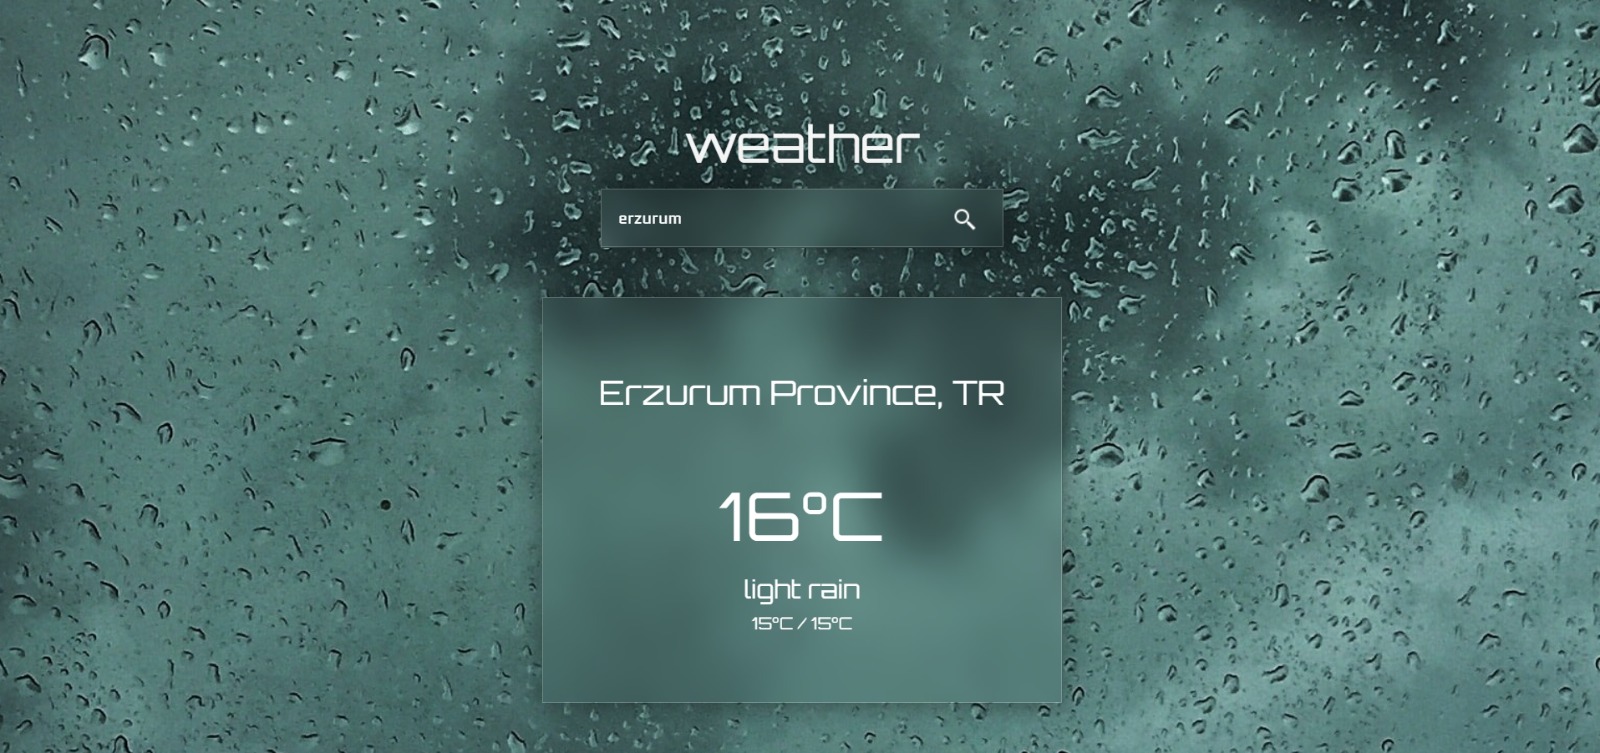 weather
erzurum
Erzurum Province, TR
16°C
light rain
15°C / 15°C